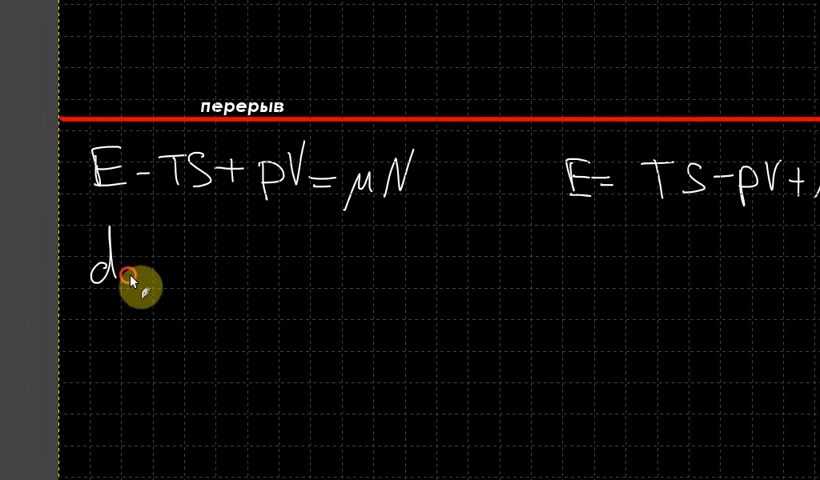 перерыв
E - TS + pV = μN
E = TS - pV +
d